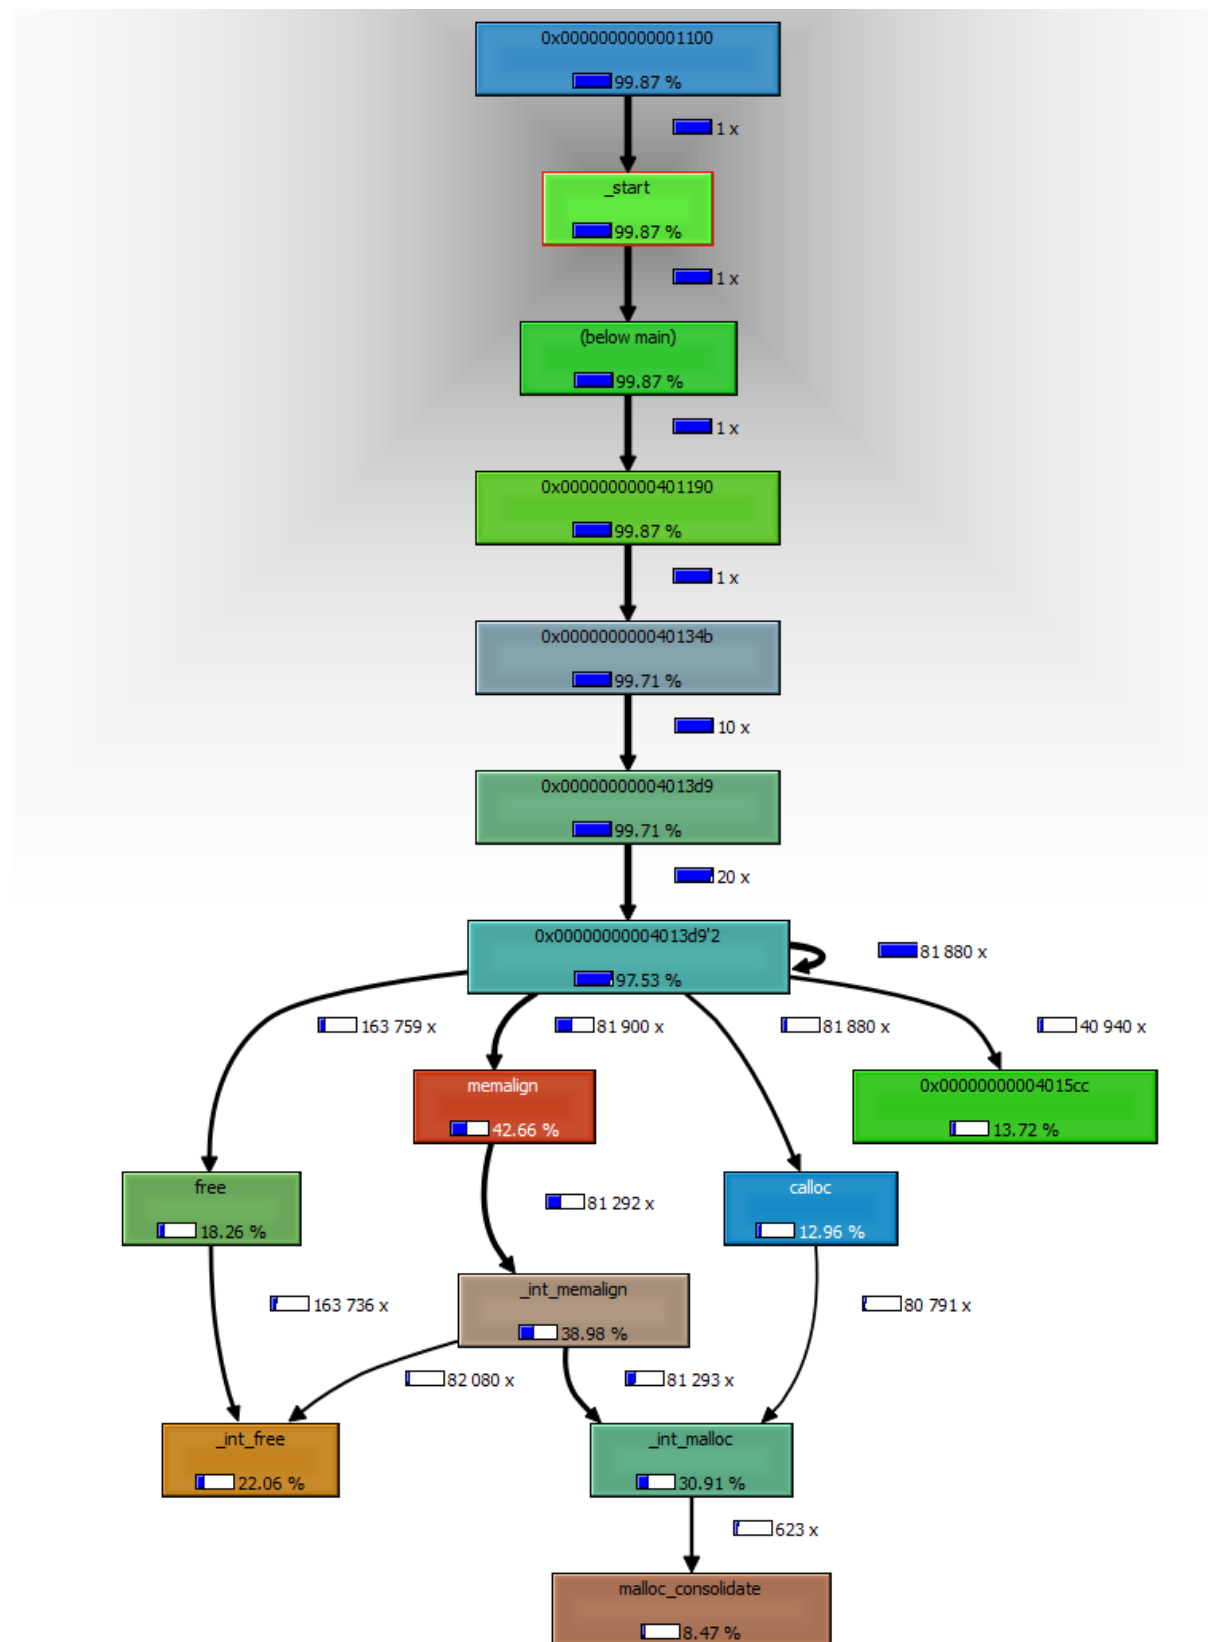 0x0000000000001100
99.87 %
1 x
_start
99.87 %
1 x
(below main)
99.87 %
1 x
0x0000000000401190
99.87 %
1 x
0x000000000040134b
99.71 %
10 x
0x00000000004013d9
99.71 %
20 x
0x00000000004013d9'2
97.53 %
81 880 x
163 759 x
81 900 x
81 880 x
40 940 x
memalign
42.66 %
0x00000000004015cc
13.72 %
free
18.26 %
81 292 x
calloc
12.96 %
163 736 x
_int_memalign
38.98 %
80 791 x
82 080 x
81 293 x
_int_free
22.06 %
_int_malloc
30.91 %
623 x
malloc_consolidate
8.47 %